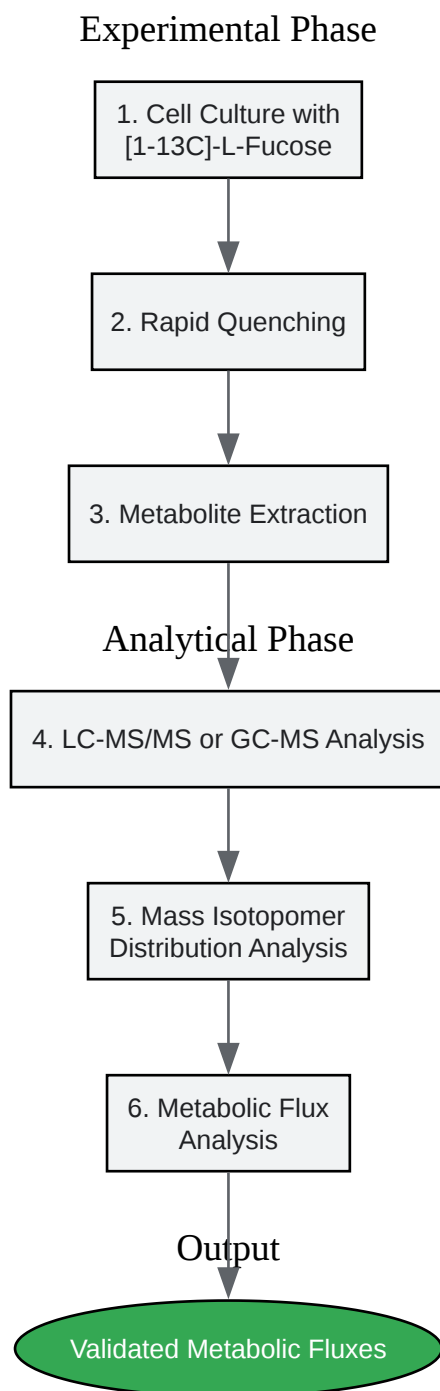 Experimental Phase
1. Cell Culture with
[1-13C]-L-Fucose
2. Rapid Quenching
3. Metabolite Extraction
Analytical Phase
4. LC-MS/MS or GC-MS Analysis
5. Mass Isotopomer
Distribution Analysis
6. Metabolic Flux
Analysis
Output
Validated Metabolic Fluxes